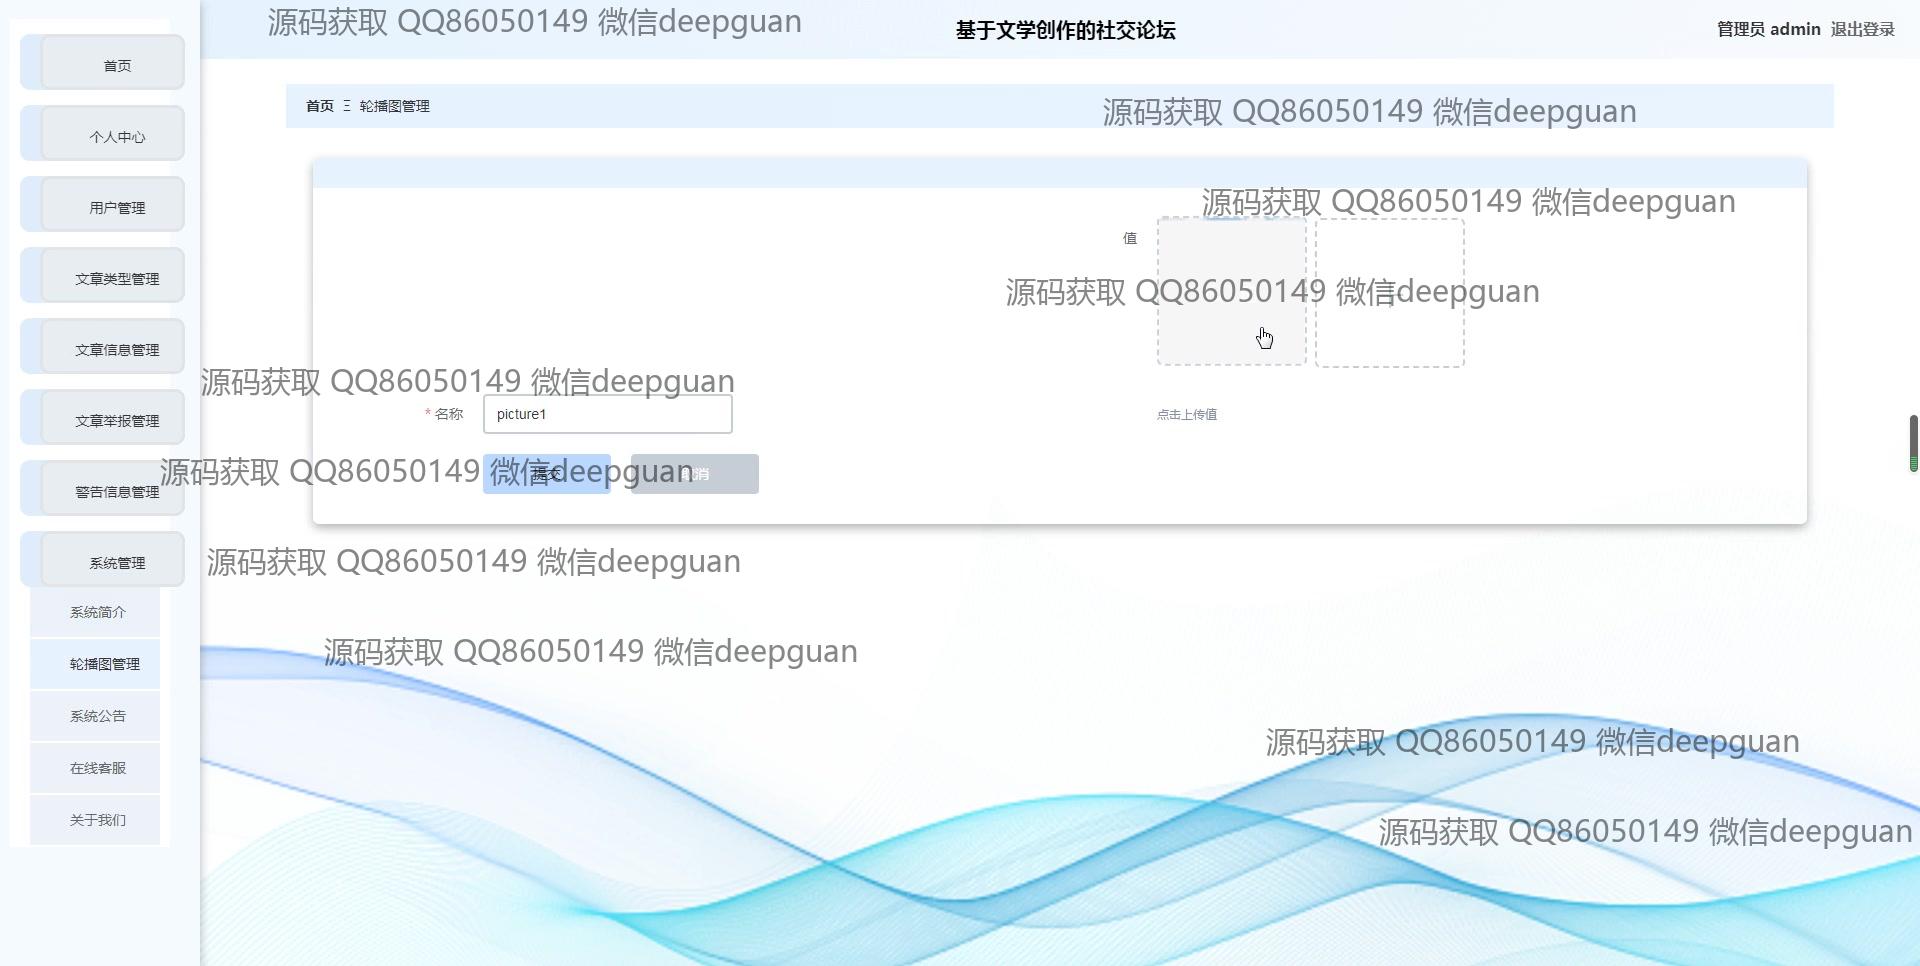 源码获取 QQ86050149 微信deepguan
基于文学创作的社交论坛
管理员 admin 退出登录
首页
个人中心
用户管理
文章类型管理
文章信息管理
文章举报管理
警告信息管理
系统管理
系统简介
轮播图管理
系统公告
在线客服
关于我们
首页 Ξ 轮播图管理
源码获取 QQ86050149 微信deepguan
源码获取 QQ86050149 微信deepguan
值
源码获取 QQ86050149 微信deepguan
源码获取 QQ86050149 微信deepguan
* 名称 picture1
点击上传值
源码获取 QQ86050149 微信deepguan
提交 取消
源码获取 QQ86050149 微信deepguan
源码获取 QQ86050149 微信deepguan
源码获取 QQ86050149 微信deepguan
源码获取 QQ86050149 微信deepguan